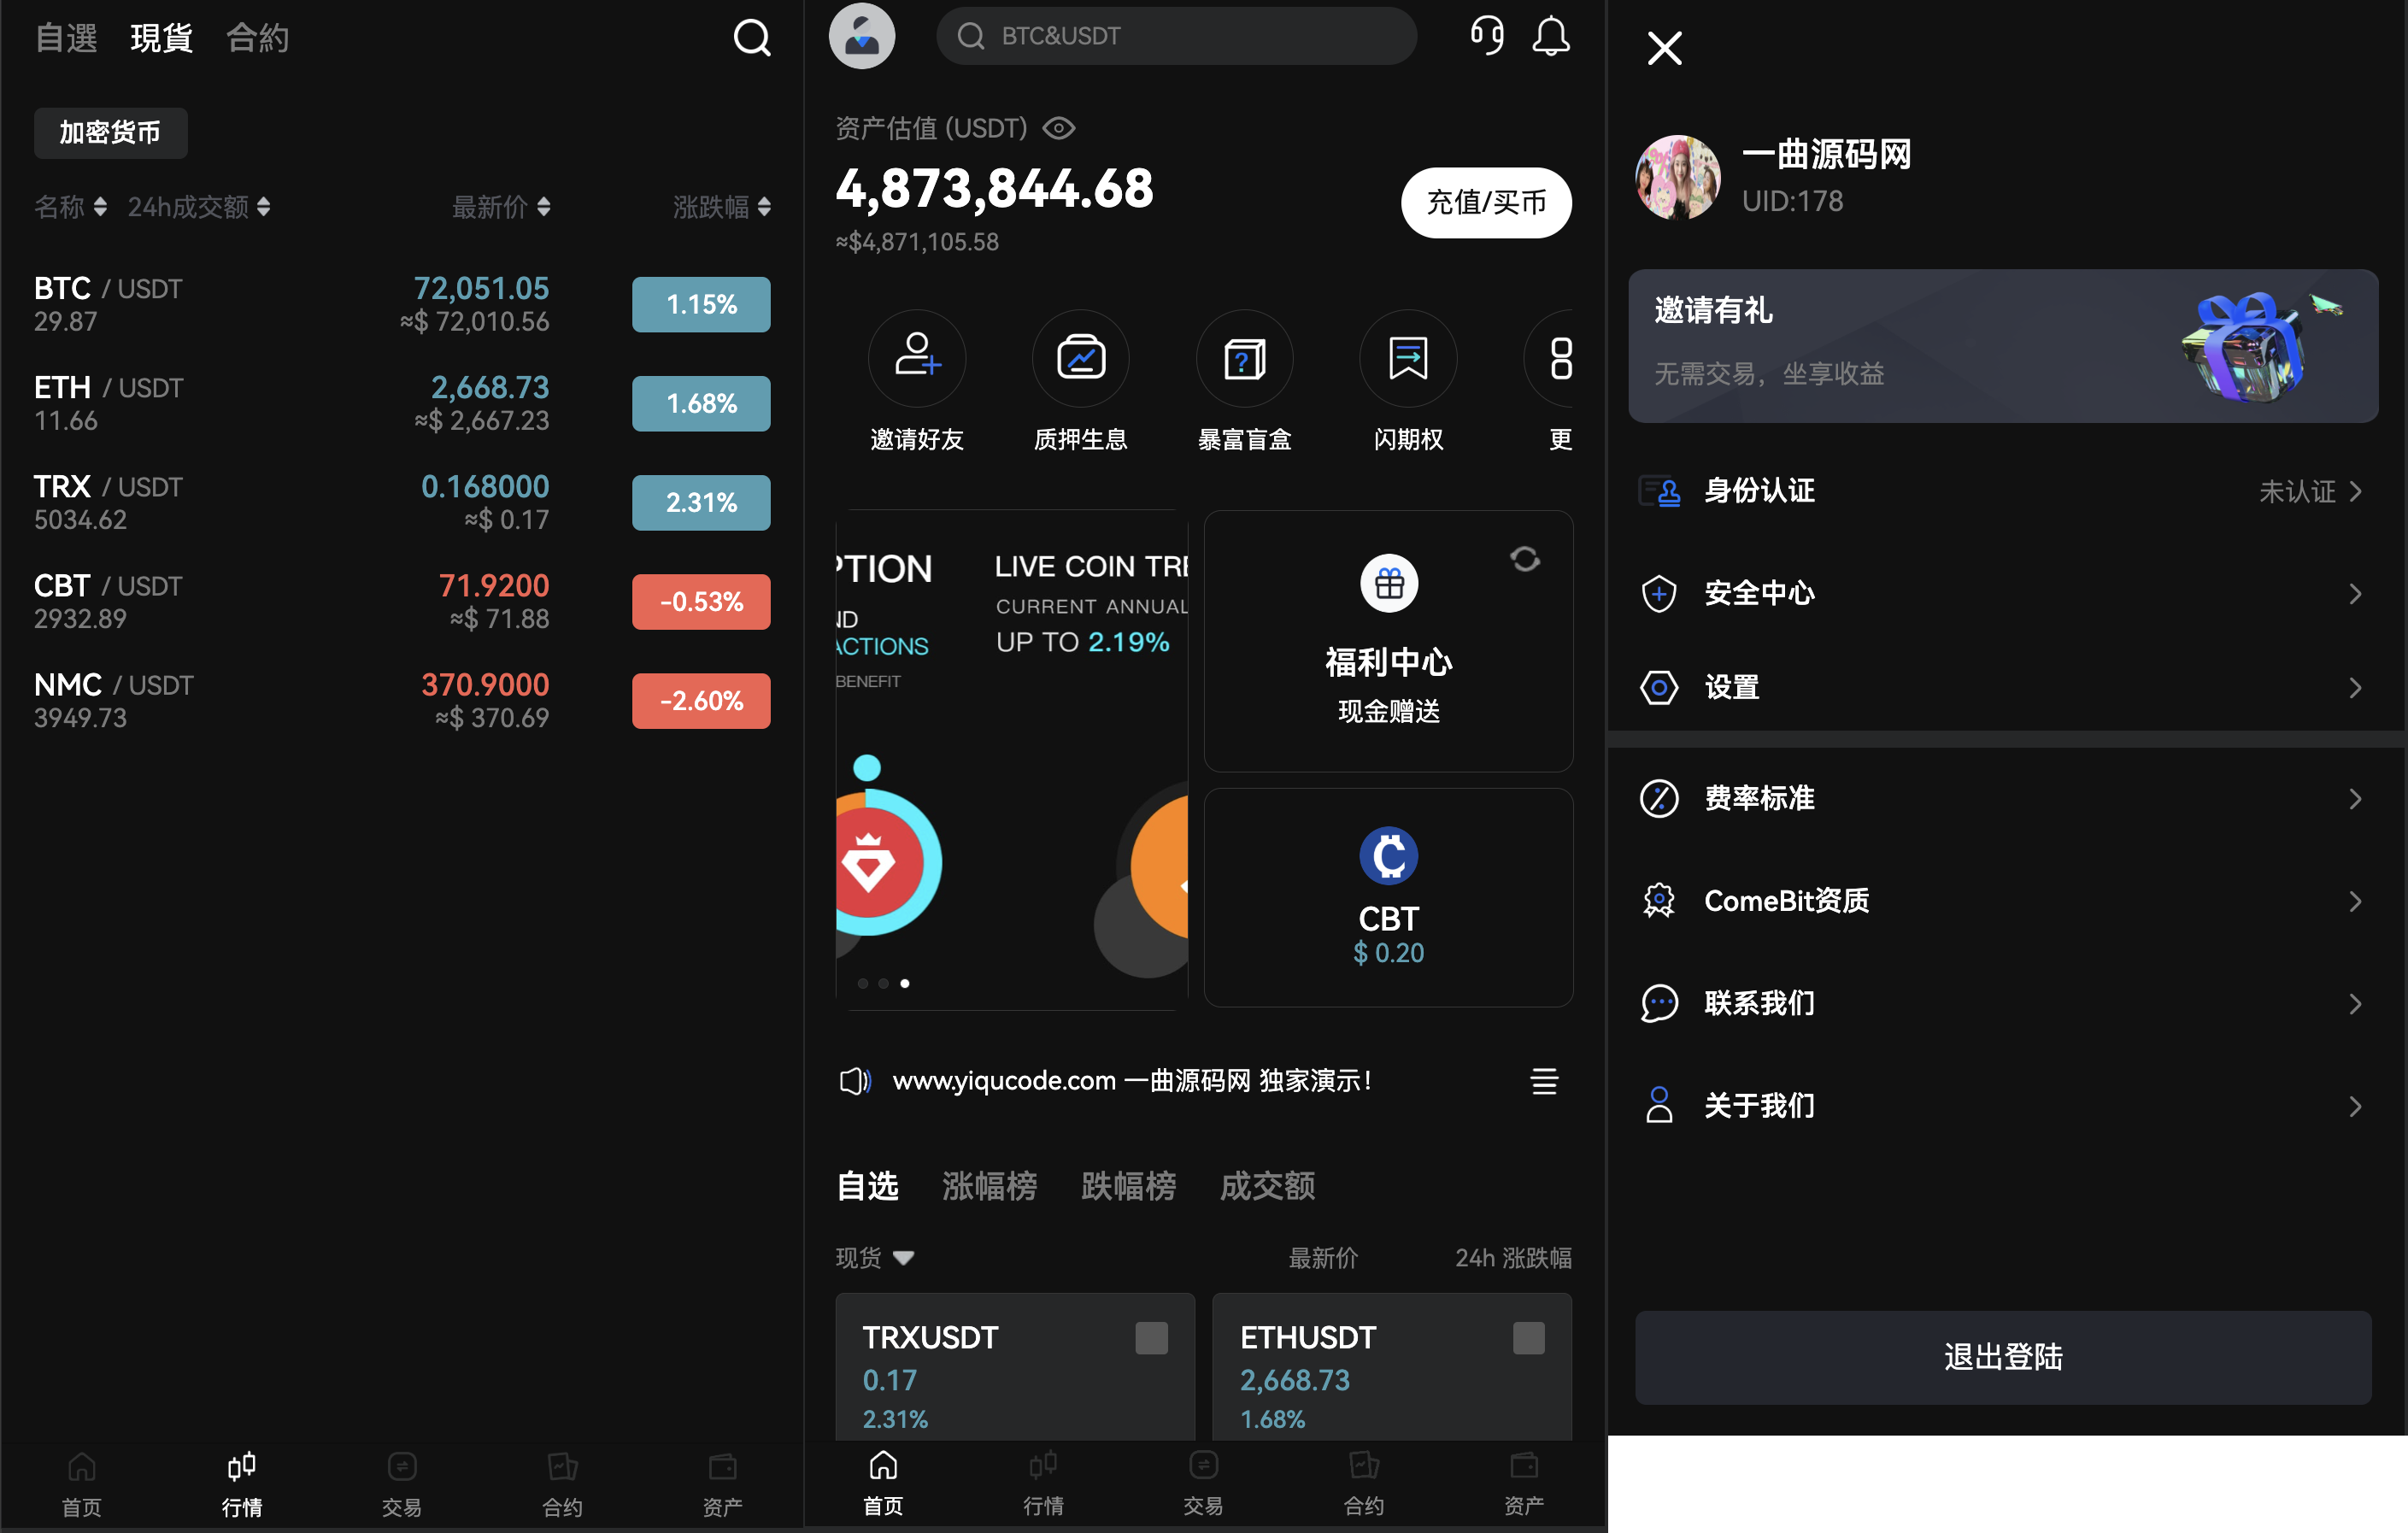 自選 現貨 合約
加密货币
名称 24h成交额 最新价 涨跌幅
BTC / USDT 72,051.05 1.15%
29.87 ≈$ 72,010.56
ETH / USDT 2,668.73 1.68%
11.66 ≈$ 2,667.23
TRX / USDT 0.168000 2.31%
5034.62 ≈$ 0.17
CBT / USDT 71.9200 -0.53%
2932.89 ≈$ 71.88
NMC / USDT 370.9000 -2.60%
3949.73 ≈$ 370.69
首页 行情 交易 合约 资产
BTC&USDT
资产估值 (USDT)
4,873,844.68
≈$4,871,105.58
充值/买币
邀请好友 质押生息 暴富盲盒 闪期权 更
PTION
ND
ACTIONS
BENEFIT
LIVE COIN TRE
CURRENT ANNUAL
UP TO 2.19%
福利中心
现金赠送
CBT
$ 0.20
www.yiqucode.com 一曲源码网 独家演示!
自选 涨幅榜 跌幅榜 成交额
现货 最新价 24h 涨跌幅
TRXUSDT
0.17
2.31%
ETHUSDT
2,668.73
1.68%
首页 行情 交易 合约 资产
一曲源码网
UID:178
邀请有礼
无需交易，坐享收益
身份认证 未认证
安全中心
设置
费率标准
ComeBit资质
联系我们
关于我们
退出登陆